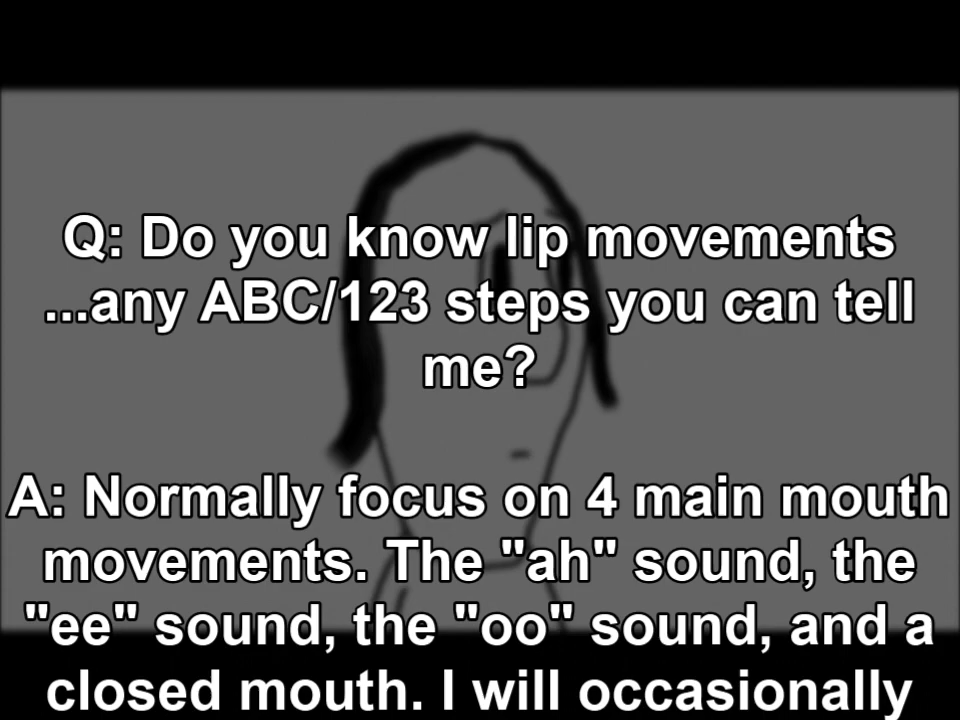 Q: Do you know lip movements
...any ABC/123 steps you can tell
me?
A: Normally focus on 4 main mouth
movements. The "ah" sound, the
"ee" sound, the "oo" sound, and a
closed mouth. I will occasionally